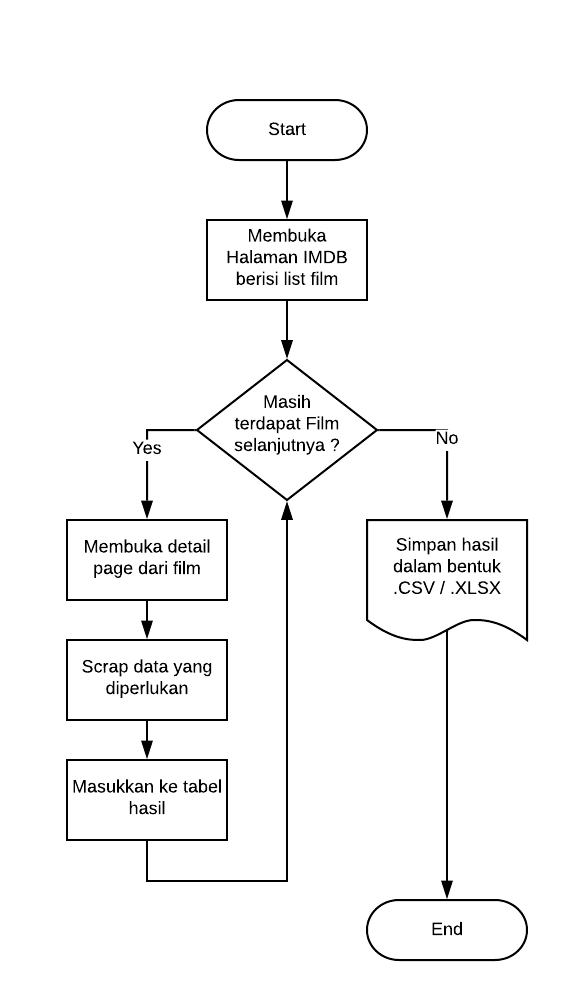 Start
Membuka
Halaman IMDB
berisi list film
Masih
terdapat Film
selanjutnya ?
Yes
No
Membuka detail
page dari film
Scrap data yang
diperlukan
Masukkan ke tabel
hasil
Simpan hasil
dalam bentuk
.CSV / .XLSX
End